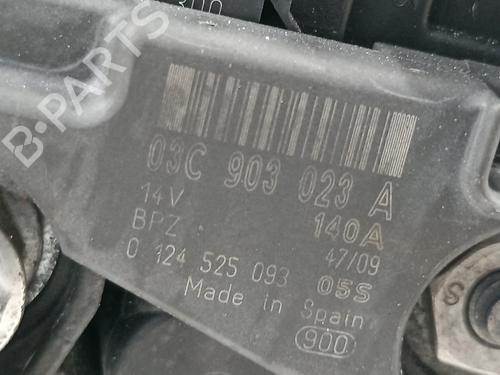 B-PARTS
03C 903 023 A
14V 140A
BPZ 47/09
0 124 525 093 05S
Made in Spain
900
S